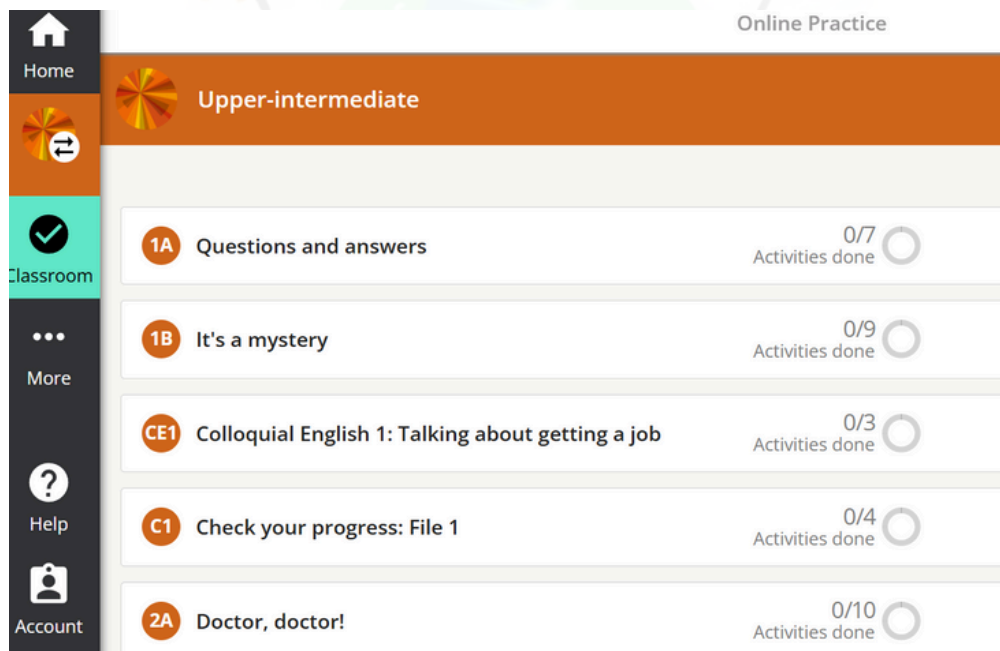 Online Practice
Home
Upper-intermediate
Classroom
1A Questions and answers 0/7
Activities done
1B It's a mystery 0/9
Activities done
More
CE1 Colloquial English 1: Talking about getting a job 0/3
Activities done
Help
C1 Check your progress: File 1 0/4
Activities done
Account
2A Doctor, doctor! 0/10
Activities done